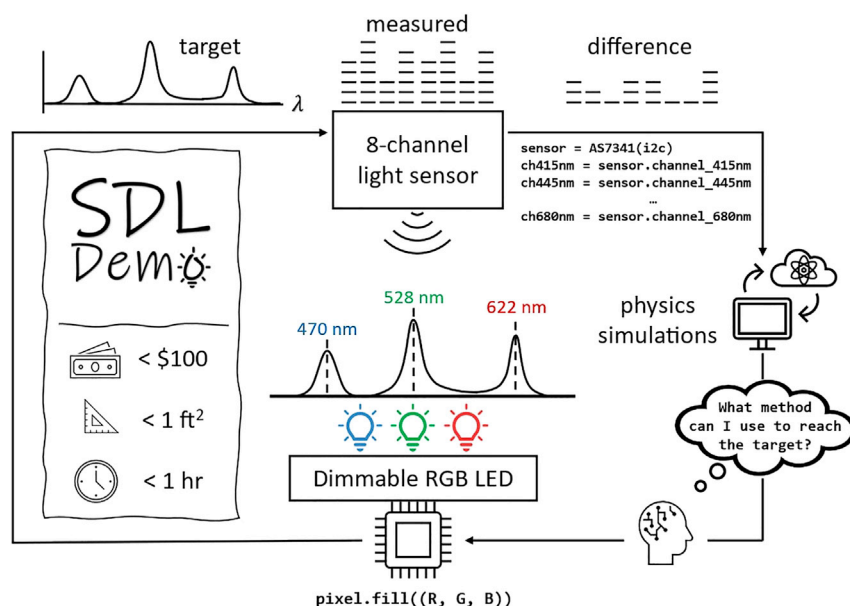 target
λ
measured
difference
8-channel
light sensor
sensor = AS7341(i2c)
ch415nm = sensor.channel_415nm
ch445nm = sensor.channel_445nm
…
ch680nm = sensor.channel_680nm
SDL
Demo
< $100
< 1 ft²
< 1 hr
470 nm
528 nm
622 nm
physics
simulations
What method
can I use to reach
the target?
Dimmable RGB LED
pixel.fill((R, G, B))